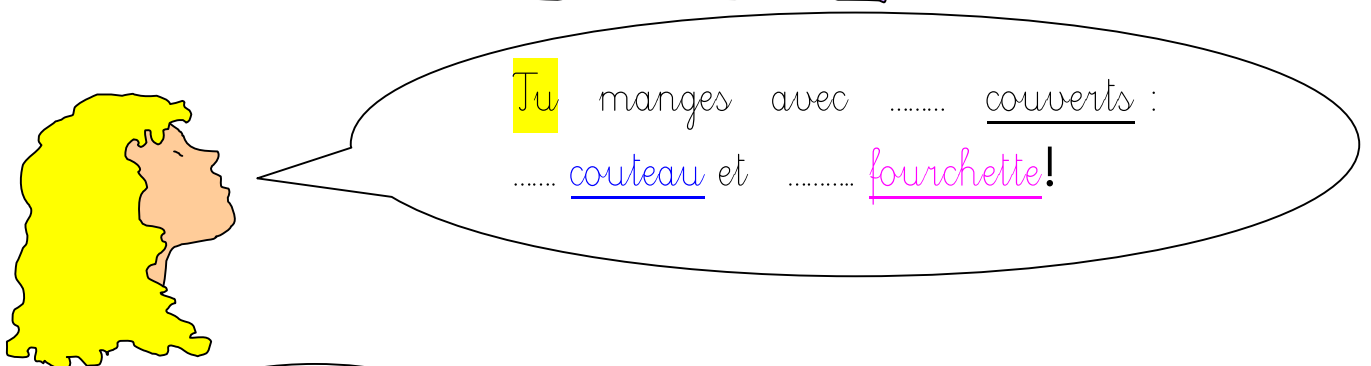 Tu manges avec ……… couverts :
……. couteau et ……….. fourchette!